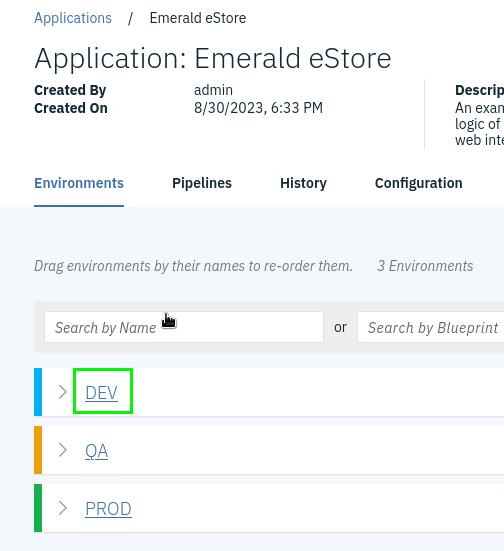 Applications / Emerald eStore
Application: Emerald eStore
Created By admin
Created On 8/30/2023, 6:33 PM
Descrip
An exam
logic of
web inte
Environments Pipelines History Configuration
Drag environments by their names to re-order them. 3 Environments
Search by Name or Search by Blueprint
DEV
QA
PROD